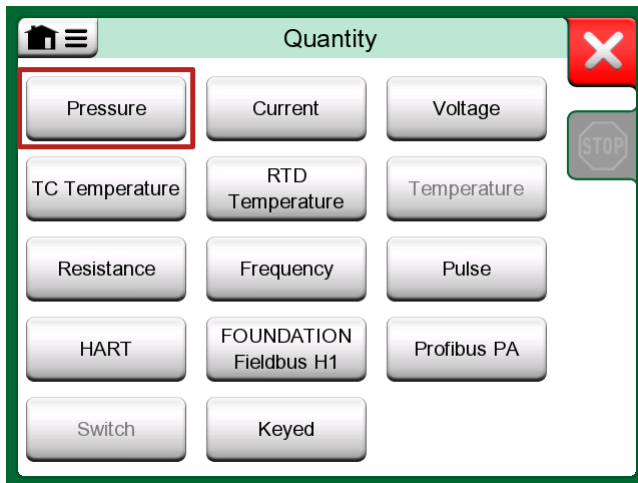 Quantity
Pressure
Current
Voltage
STOP
TC Temperature
RTD
Temperature
Temperature
Resistance
Frequency
Pulse
HART
FOUNDATION
Fieldbus H1
Profibus PA
Switch
Keyed